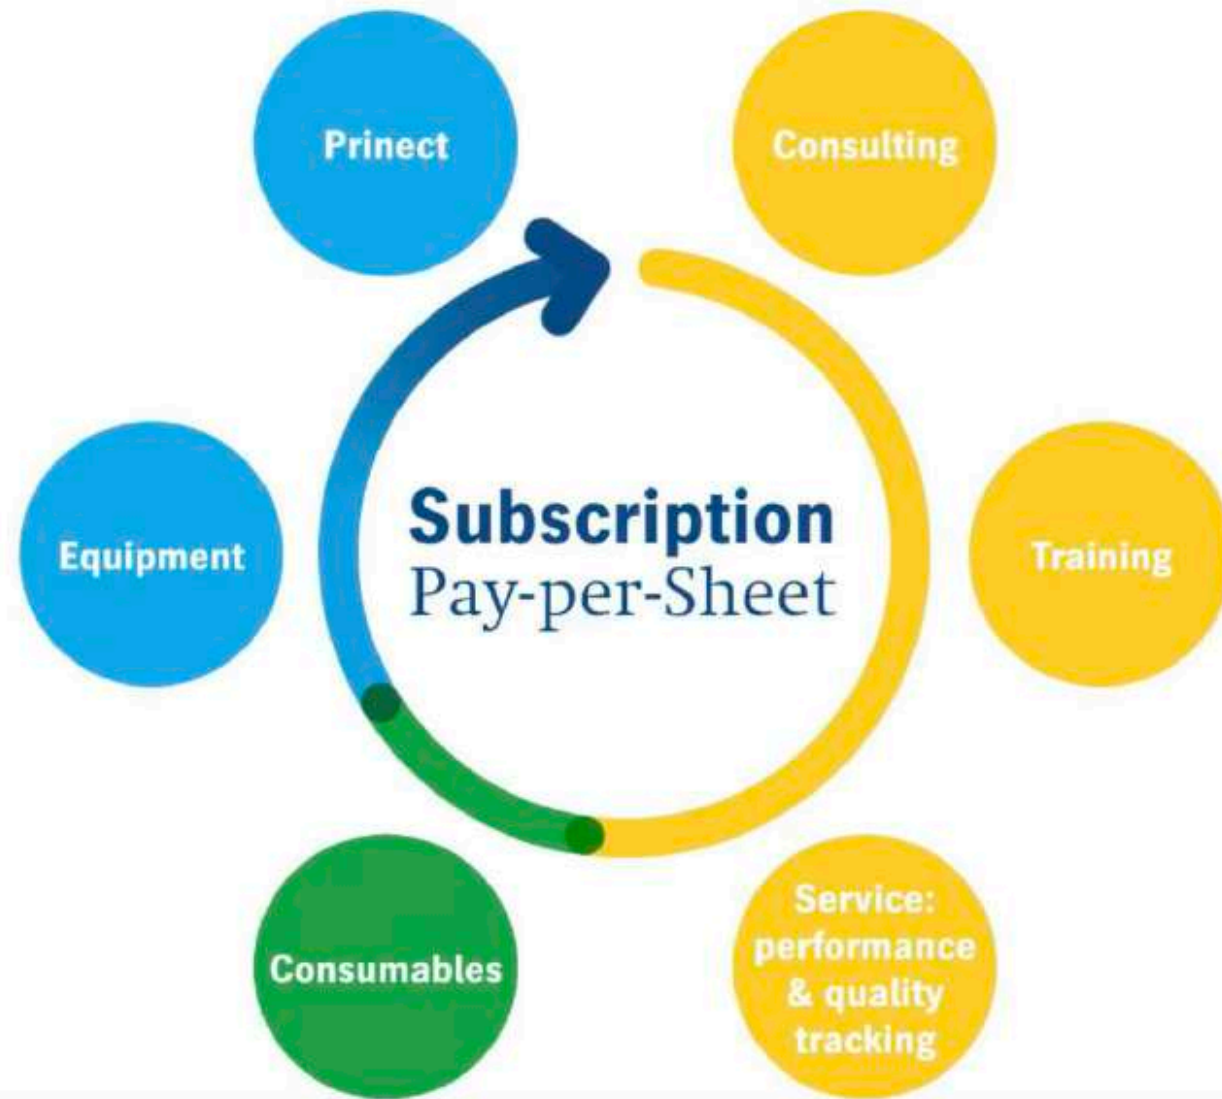 Prinect
Consulting
Equipment
Subscription
Pay-per-Sheet
Training
Consumables
Service:
performance
& quality
tracking